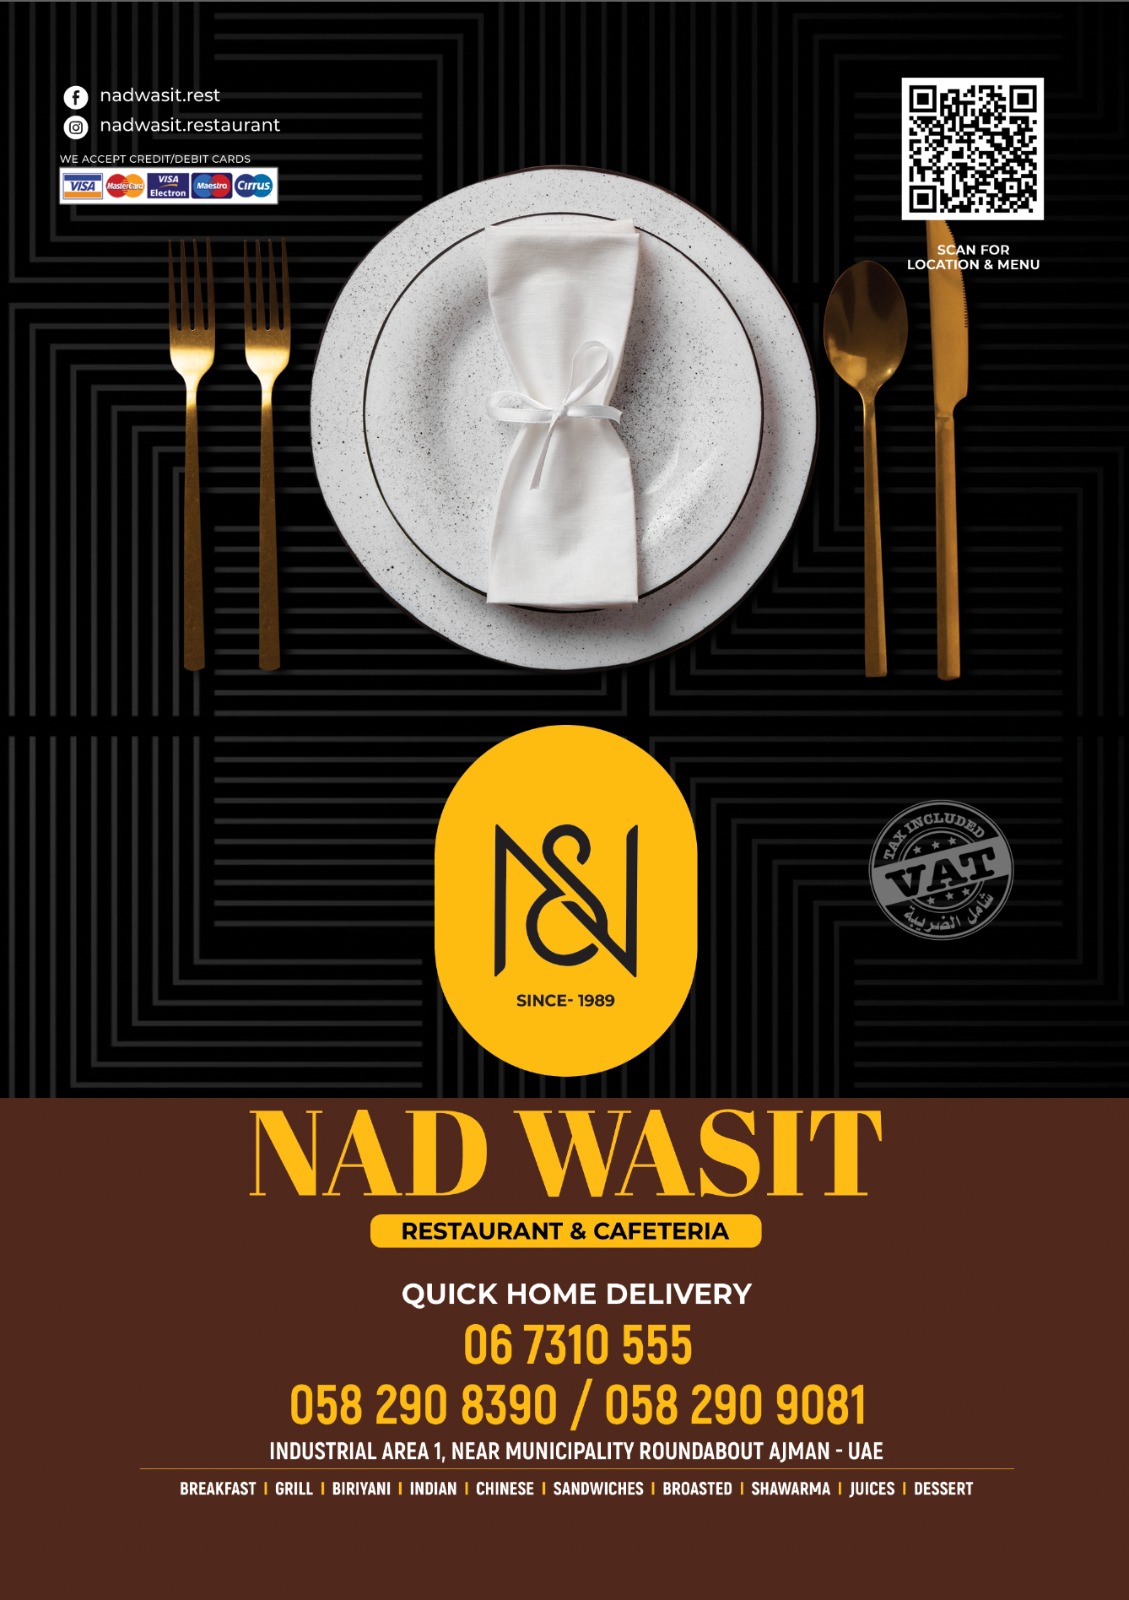 nadwasit.rest
nadwasit.restaurant
WE ACCEPT CREDIT/DEBIT CARDS
VISA MasterCard VISA Electron Maestro Cirrus
SCAN FOR
LOCATION & MENU
TAX INCLUDED
VAT
شامل الضريبة
SINCE- 1989
NAD WASIT
RESTAURANT & CAFETERIA
QUICK HOME DELIVERY
06 7310 555
058 290 8390 / 058 290 9081
INDUSTRIAL AREA 1, NEAR MUNICIPALITY ROUNDABOUT AJMAN - UAE
BREAKFAST | GRILL | BIRIYANI | INDIAN | CHINESE | SANDWICHES | BROASTED | SHAWARMA | JUICES | DESSERT